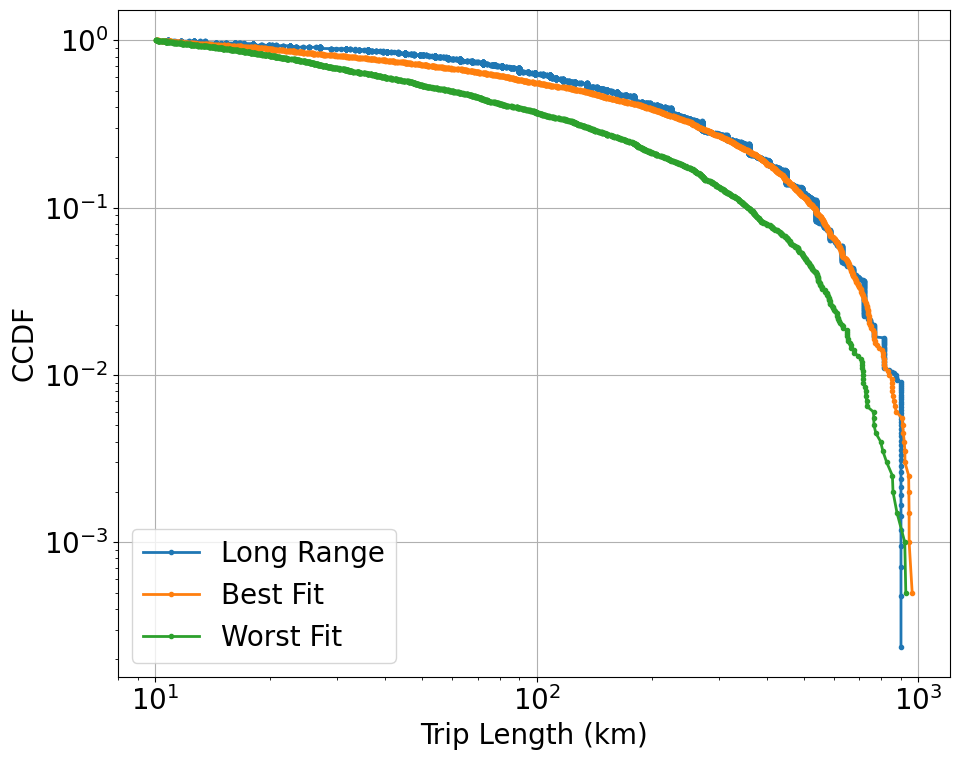 10⁰
10⁻¹
10⁻²
10⁻³
CCDF
Long Range
Best Fit
Worst Fit
10¹
10²
10³
Trip Length (km)